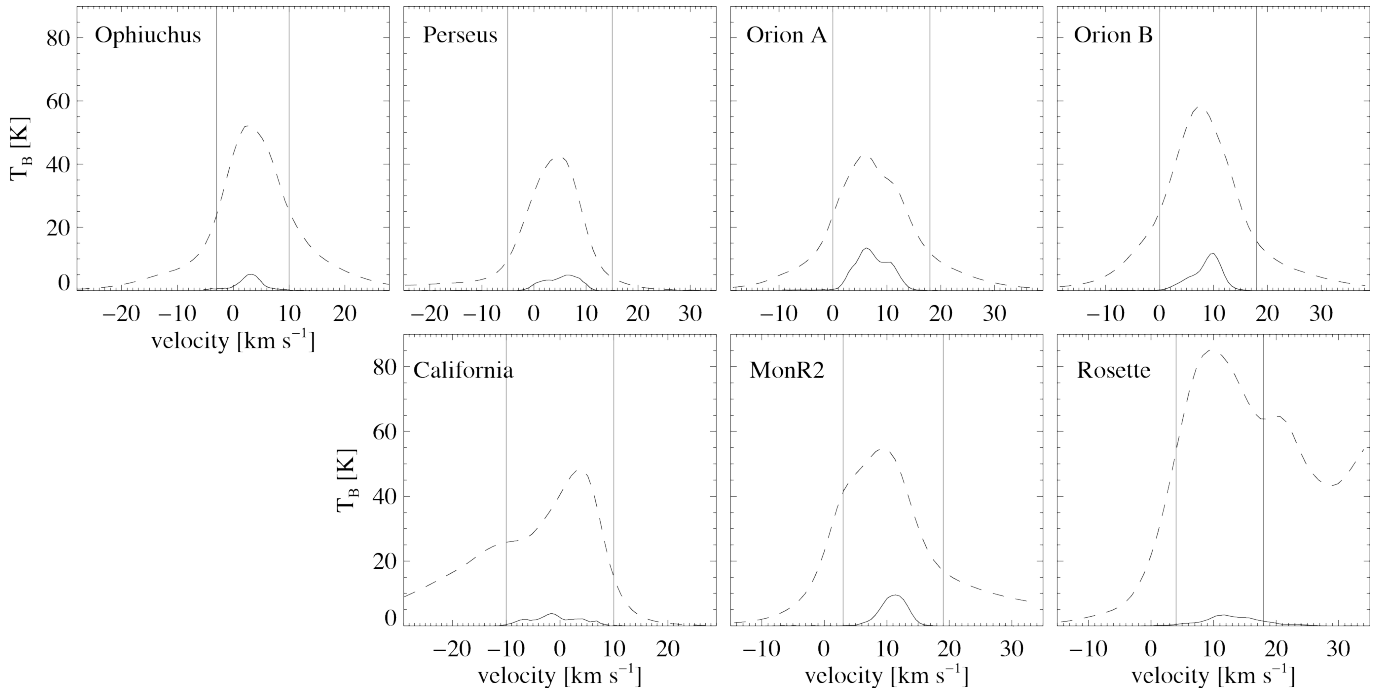 Ophiuchus
Perseus
Orion A
Orion B
80
60
40
20
0
T_B [K]
−20 −10 0 10 20
−20 −10 0 10 20 30
−10 0 10 20 30
−10 0 10 20 30
velocity [km s⁻¹]
California
MonR2
Rosette
80
60
40
20
0
T_B [K]
−20 −10 0 10 20
−10 0 10 20 30
−10 0 10 20 30
velocity [km s⁻¹]
velocity [km s⁻¹]
velocity [km s⁻¹]